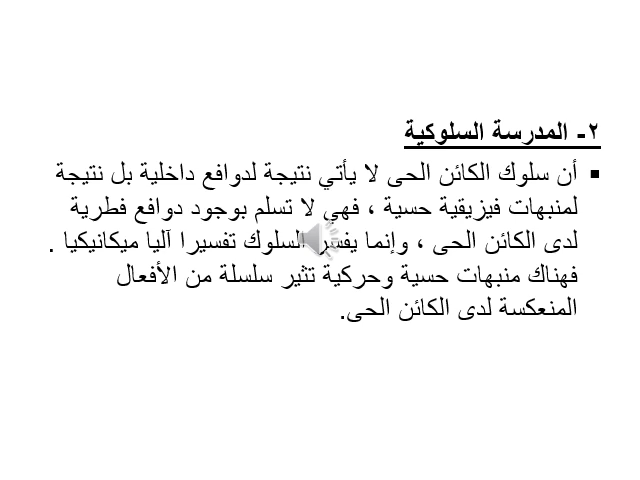 ٢- المدرسة السلوكية
▪ أن سلوك الكائن الحى لا يأتي نتيجة لدوافع داخلية بل نتيجة
لمنبهات فيزيقية حسية ، فهي لا تسلم بوجود دوافع فطرية
لدى الكائن الحى ، وإنما يفسر السلوك تفسيرا آليا ميكانيكيا .
فهناك منبهات حسية وحركية تثير سلسلة من الأفعال
المنعكسة لدى الكائن الحى.